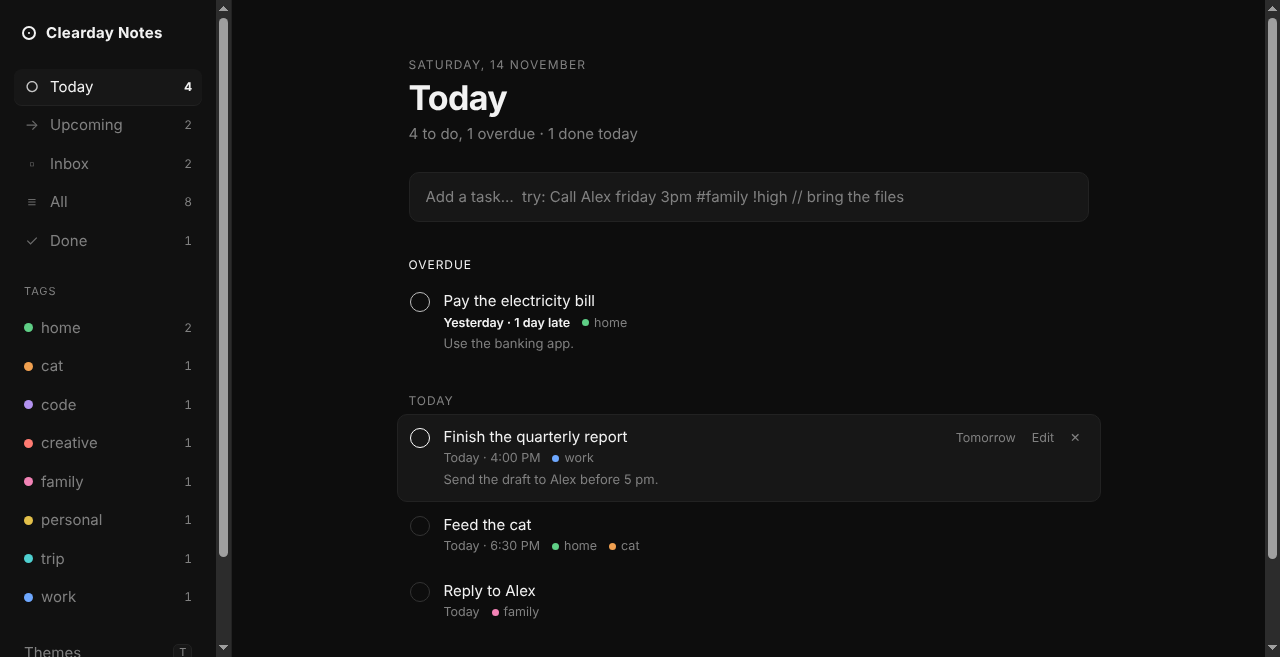 Clearday Notes
Today 4
Upcoming 2
Inbox 2
All 8
Done 1
TAGS
home 2
cat 1
code 1
creative 1
family 1
personal 1
trip 1
work 1
Themes T
SATURDAY, 14 NOVEMBER
Today
4 to do, 1 overdue · 1 done today
Add a task... try: Call Alex friday 3pm #family !high // bring the files
OVERDUE
Pay the electricity bill
Yesterday · 1 day late home
Use the banking app.
TODAY
Finish the quarterly report Tomorrow Edit ×
Today · 4:00 PM work
Send the draft to Alex before 5 pm.
Feed the cat
Today · 6:30 PM home cat
Reply to Alex
Today family